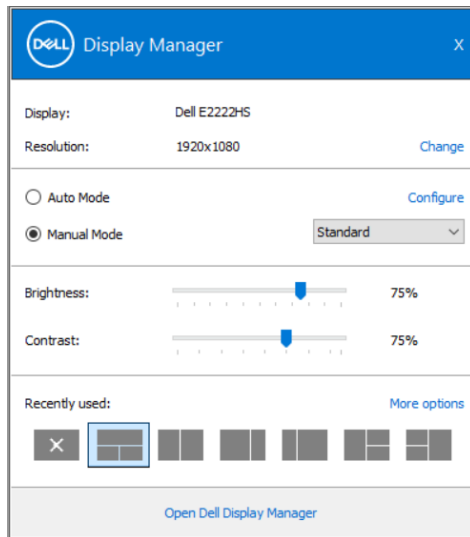 DELL Display Manager X
Display: Dell E2222HS
Resolution: 1920x1080 Change
Auto Mode Configure
Manual Mode Standard
Brightness: 75%
Contrast: 75%
Recently used: More options
Open Dell Display Manager